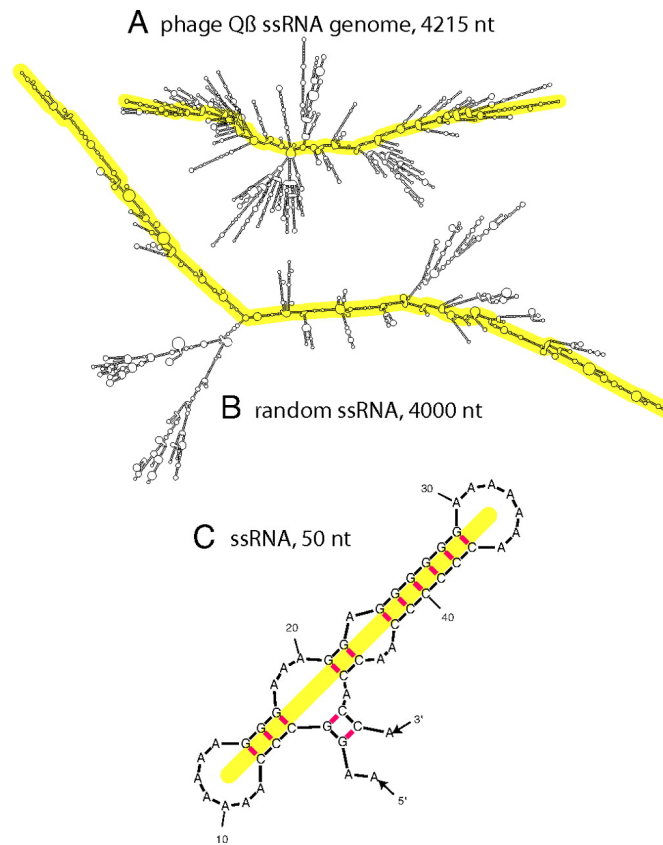 A phage Qß ssRNA genome, 4215 nt
B random ssRNA, 4000 nt
C ssRNA, 50 nt
5'
A A G G C C C A A A A A A A G G G A A A G G A G G G G G G A A A A A A A C C C C C C A A C C A C C A
3'
10
20
30
40